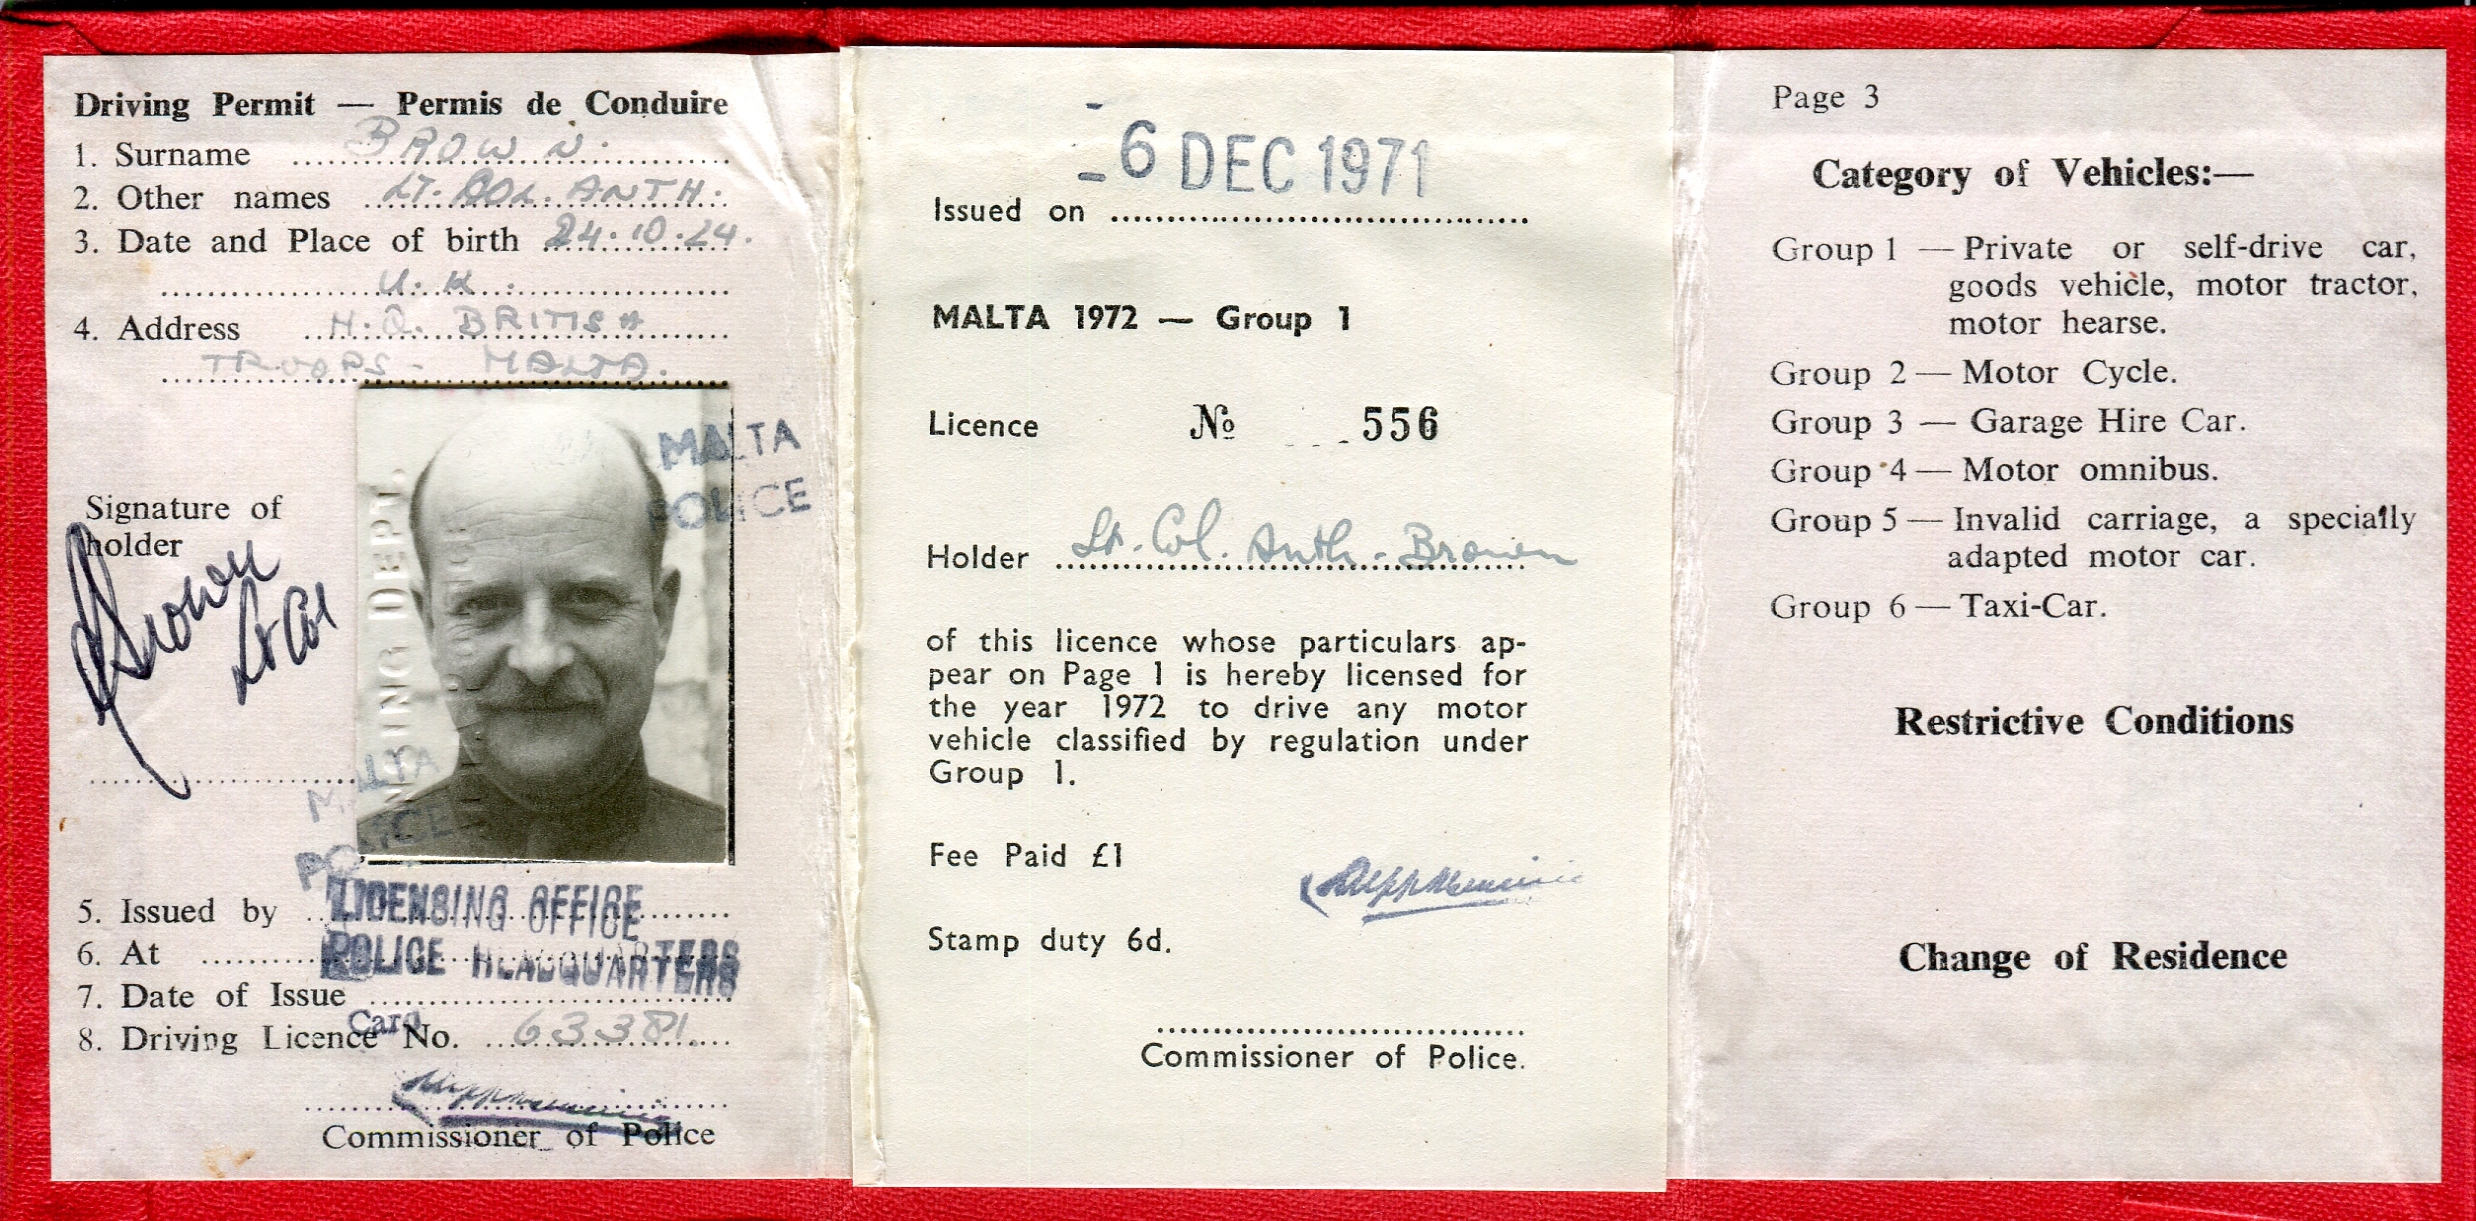 Driving Permit — Permis de Conduire
1. Surname BROWN.
2. Other names LT. COL. ANTH.
3. Date and Place of birth 24.10.24.
U.K.
4. Address H.Q. BRITISH
TROOPS - MALTA.
MALTA
POLICE
Signature of
holder
Brown
Lt Col
LICENSING DEPT.
MALTA
POLICE
5. Issued by LICENSING OFFICE
6. At POLICE HEADQUARTERS
7. Date of Issue
Card
8. Driving Licence No. 63381.
Commissioner of Police
-6 DEC 1971
Issued on
MALTA 1972 — Group 1
Licence No 556
Holder Lt. Col. Anth. Brown
of this licence whose particulars ap-
pear on Page 1 is hereby licensed for
the year 1972 to drive any motor
vehicle classified by regulation under
Group 1.
Fee Paid £1
Stamp duty 6d.
Commissioner of Police.
Page 3
Category of Vehicles:—
Group 1 — Private or self-drive car,
goods vehicle, motor tractor,
motor hearse.
Group 2 — Motor Cycle.
Group 3 — Garage Hire Car.
Group 4 — Motor omnibus.
Group 5 — Invalid carriage, a specially
adapted motor car.
Group 6 — Taxi-Car.
Restrictive Conditions
Change of Residence